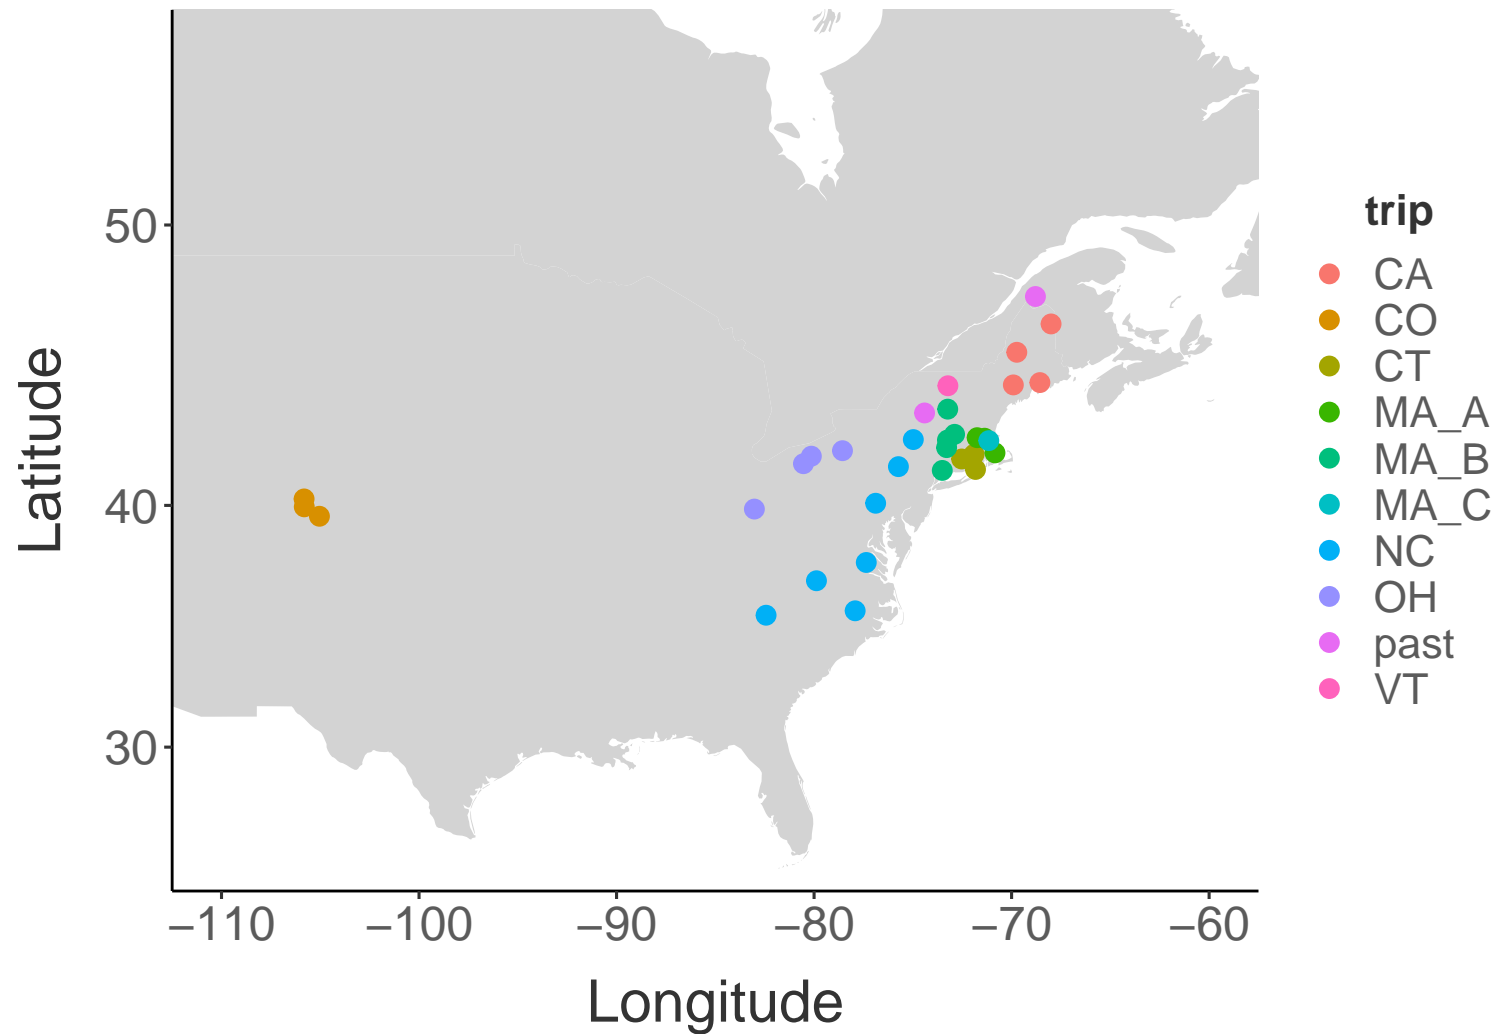 50
40
30
Latitude
−110
−100
−90
−80
−70
−60
Longitude
trip
CA
CO
CT
MA_A
MA_B
MA_C
NC
OH
past
VT